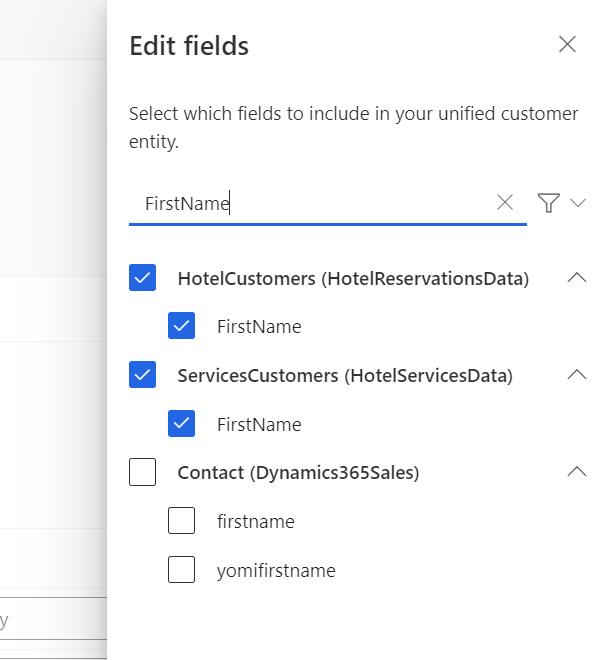 Edit fields
Select which fields to include in your unified customer
entity.
FirstName
HotelCustomers (HotelReservationsData)
FirstName
ServicesCustomers (HotelServicesData)
FirstName
Contact (Dynamics365Sales)
firstname
yomifirstname
y